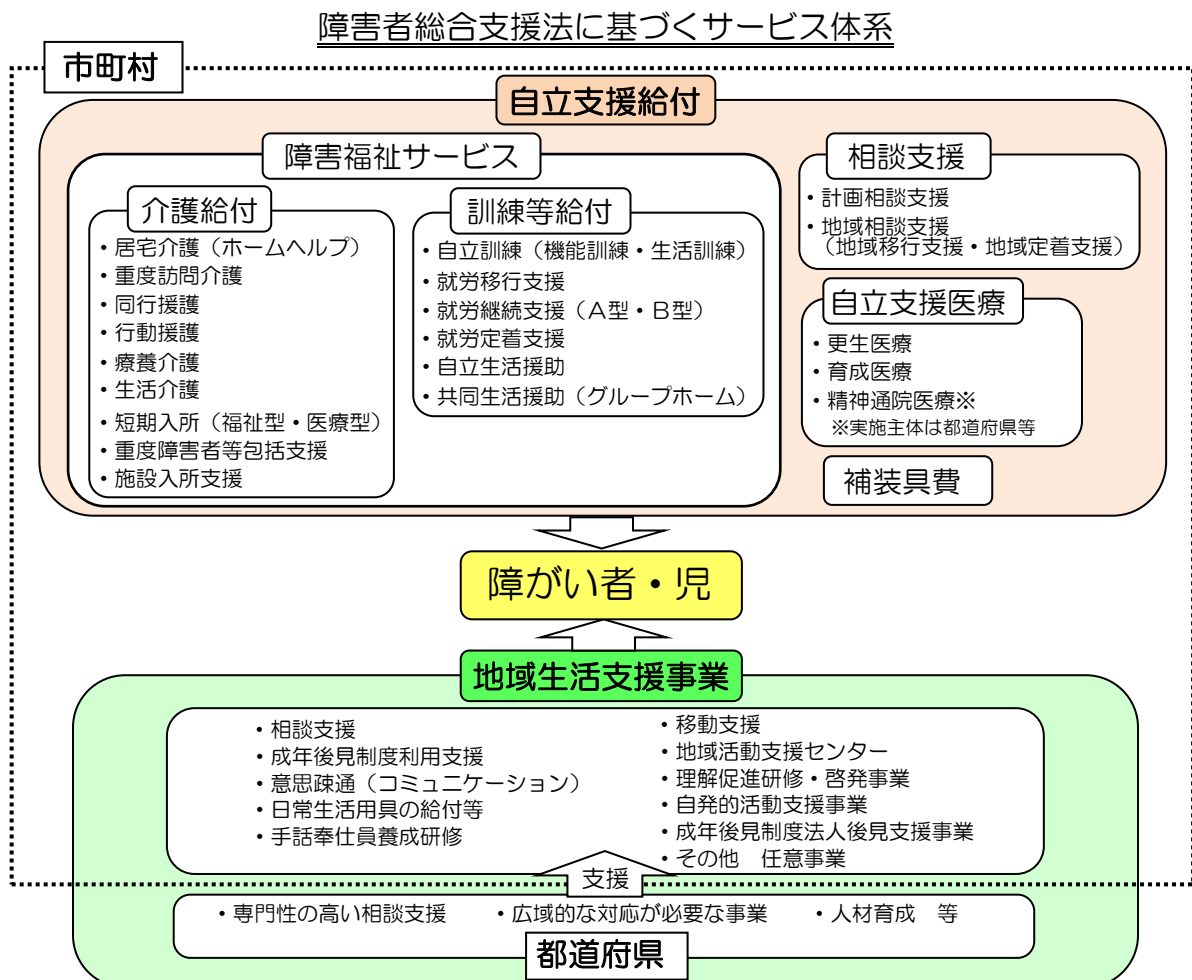 障害者総合支援法に基づくサービス体系
市町村
自立支援給付
障害福祉サービス
介護給付
・居宅介護（ホームヘルプ）
・重度訪問介護
・同行援護
・行動援護
・療養介護
・生活介護
・短期入所（福祉型・医療型）
・重度障害者等包括支援
・施設入所支援
訓練等給付
・自立訓練（機能訓練・生活訓練）
・就労移行支援
・就労継続支援（Ａ型・Ｂ型）
・就労定着支援
・自立生活援助
・共同生活援助（グループホーム）
相談支援
・計画相談支援
・地域相談支援
（地域移行支援・地域定着支援）
自立支援医療
・更生医療
・育成医療
・精神通院医療※
※実施主体は都道府県等
補装具費
障がい者・児
地域生活支援事業
・相談支援
・成年後見制度利用支援
・意思疎通（コミュニケーション）
・日常生活用具の給付等
・手話奉仕員養成研修
・移動支援
・地域活動支援センター
・理解促進研修・啓発事業
・自発的活動支援事業
・成年後見制度法人後見支援事業
・その他　任意事業
支援
・専門性の高い相談支援　・広域的な対応が必要な事業　・人材育成　等
都道府県